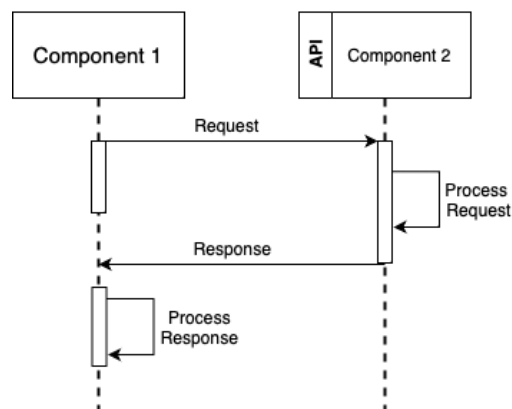 Component 1
API
Component 2
Request
Process
Request
Response
Process
Response